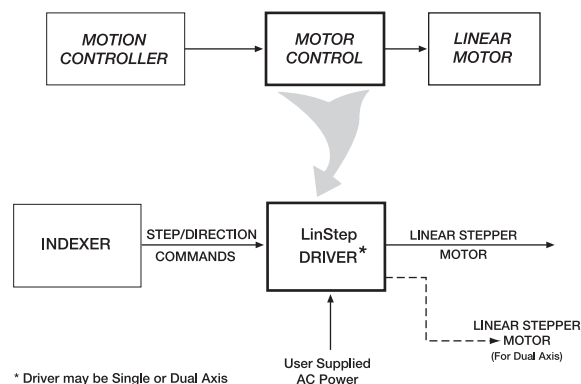 MOTION
CONTROLLER
MOTOR
CONTROL
LINEAR
MOTOR
INDEXER
STEP/DIRECTION
COMMANDS
LinStep
DRIVER*
LINEAR STEPPER
MOTOR
LINEAR STEPPER
MOTOR
(For Dual Axis)
User Supplied
AC Power
* Driver may be Single or Dual Axis